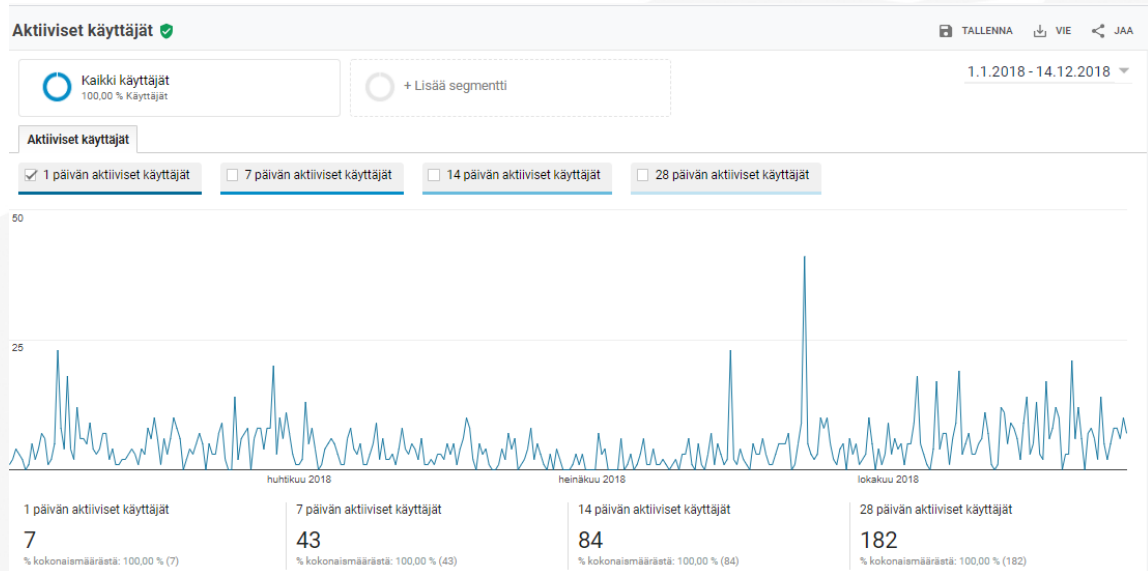 Aktiiviset käyttäjät
TALLENNA VIE JAA
Kaikki käyttäjät
100,00 % Käyttäjät
+ Lisää segmentti
1.1.2018 - 14.12.2018
Aktiiviset käyttäjät
1 päivän aktiiviset käyttäjät 7 päivän aktiiviset käyttäjät 14 päivän aktiiviset käyttäjät 28 päivän aktiiviset käyttäjät
50
25
huhtikuu 2018 heinäkuu 2018 lokakuu 2018
1 päivän aktiiviset käyttäjät 7 päivän aktiiviset käyttäjät 14 päivän aktiiviset käyttäjät 28 päivän aktiiviset käyttäjät
7 43 84 182
% kokonaismäärästä: 100,00 % (7) % kokonaismäärästä: 100,00 % (43) % kokonaismäärästä: 100,00 % (84) % kokonaismäärästä: 100,00 % (182)